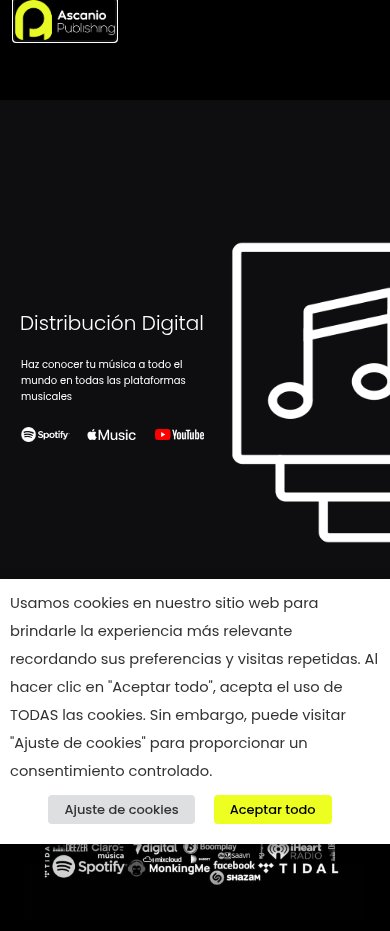 Ascanio
Publishing
Distribución Digital
Haz conocer tu música a todo el
mundo en todas las plataformas
musicales
Spotify Music YouTube
Usamos cookies en nuestro sitio web para
brindarle la experiencia más relevante
recordando sus preferencias y visitas repetidas. Al
hacer clic en "Aceptar todo", acepta el uso de
TODAS las cookies. Sin embargo, puede visitar
"Ajuste de cookies" para proporcionar un
consentimiento controlado.
Ajuste de cookies Aceptar todo
DEEZER Claro 7digital Boomplay iHeart
música mixcloud saavn RADIO
Spotify MonkingMe facebook TIDAL
SHAZAM